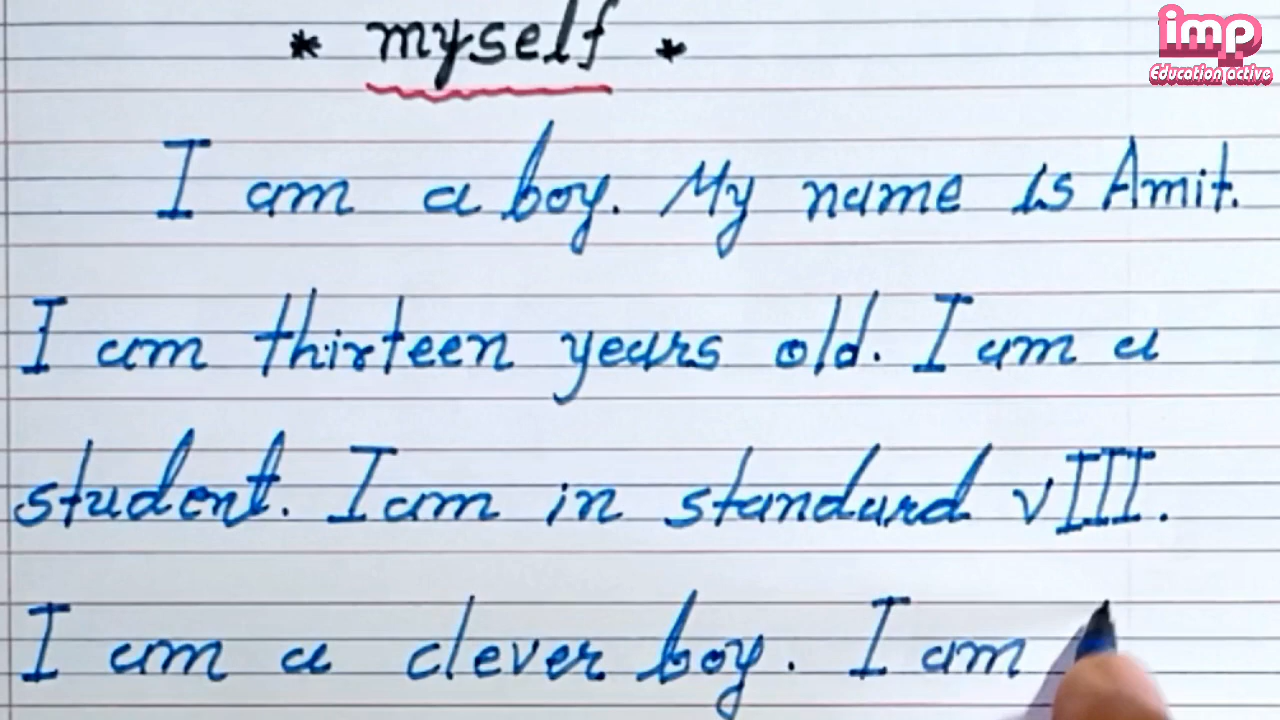 imp
Education active
* myself *
I am a boy. My name is Amit.
I am thirteen years old. I am a
student. I am in standard VIII.
I am a clever boy. I am